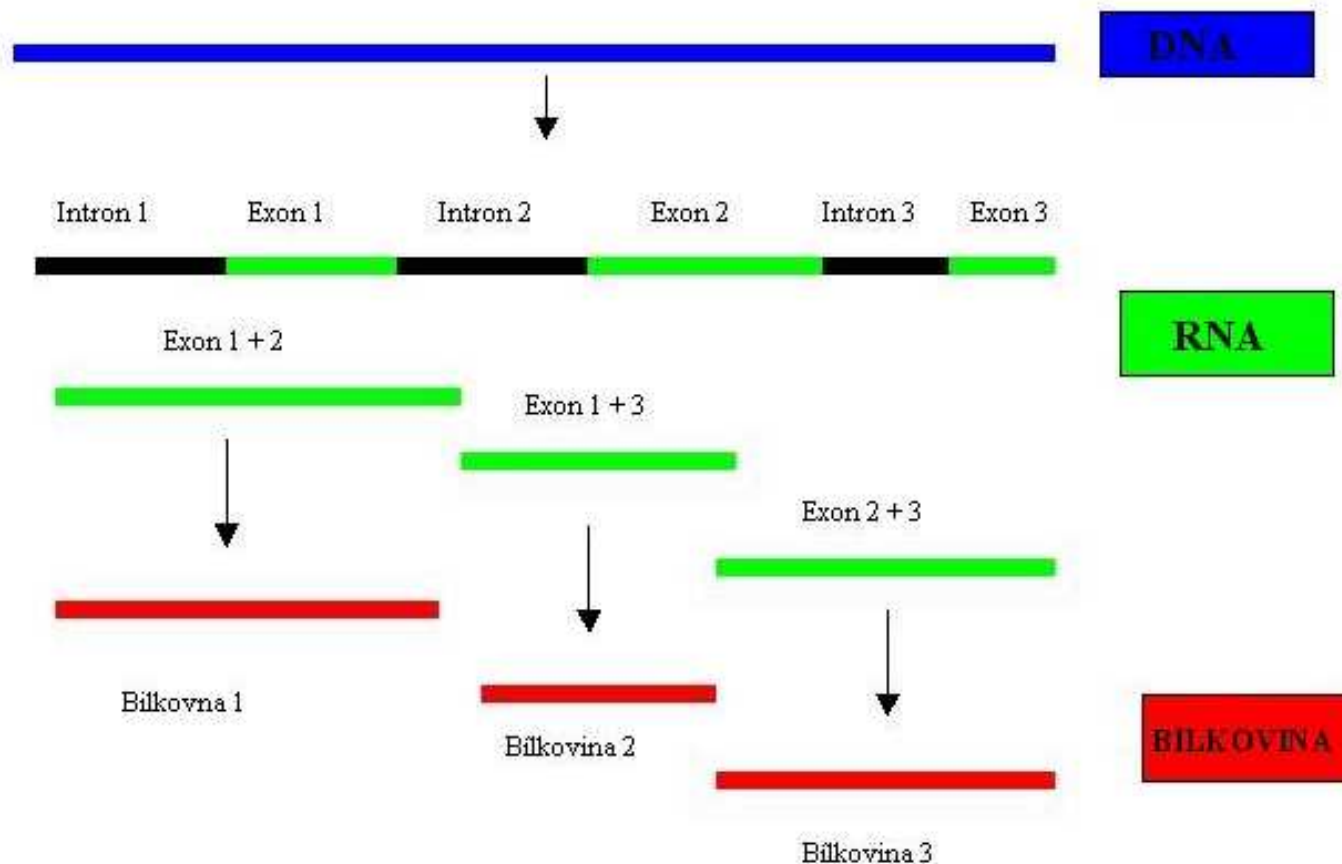 DNA
Intron 1 Exon 1 Intron 2 Exon 2 Intron 3 Exon 3
RNA
Exon 1 + 2
Exon 1 + 3
Exon 2 + 3
Bílkovna 1
Bílkovina 2
BILKOVINA
Bílkovina 3